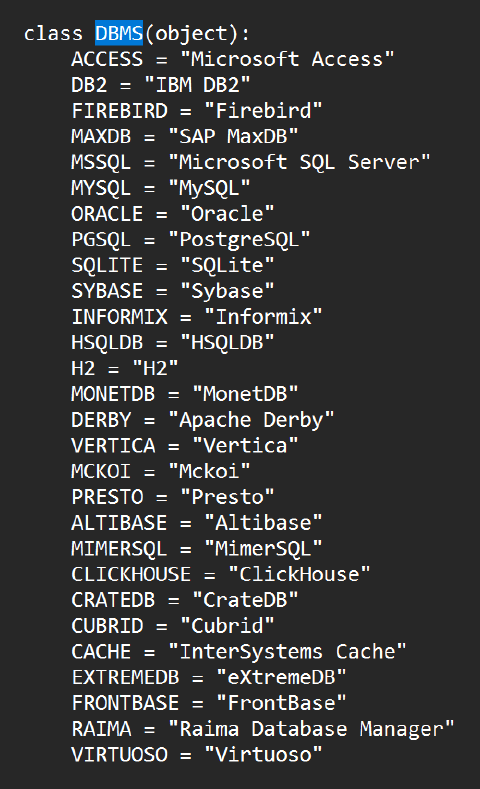 class DBMS(object):
    ACCESS = "Microsoft Access"
    DB2 = "IBM DB2"
    FIREBIRD = "Firebird"
    MAXDB = "SAP MaxDB"
    MSSQL = "Microsoft SQL Server"
    MYSQL = "MySQL"
    ORACLE = "Oracle"
    PGSQL = "PostgreSQL"
    SQLITE = "SQLite"
    SYBASE = "Sybase"
    INFORMIX = "Informix"
    HSQLDB = "HSQLDB"
    H2 = "H2"
    MONETDB = "MonetDB"
    DERBY = "Apache Derby"
    VERTICA = "Vertica"
    MCKOI = "Mckoi"
    PRESTO = "Presto"
    ALTIBASE = "Altibase"
    MIMERSQL = "MimerSQL"
    CLICKHOUSE = "ClickHouse"
    CRATEDB = "CrateDB"
    CUBRID = "Cubrid"
    CACHE = "InterSystems Cache"
    EXTREMEDB = "eXtremeDB"
    FRONTBASE = "FrontBase"
    RAIMA = "Raima Database Manager"
    VIRTUOSO = "Virtuoso"